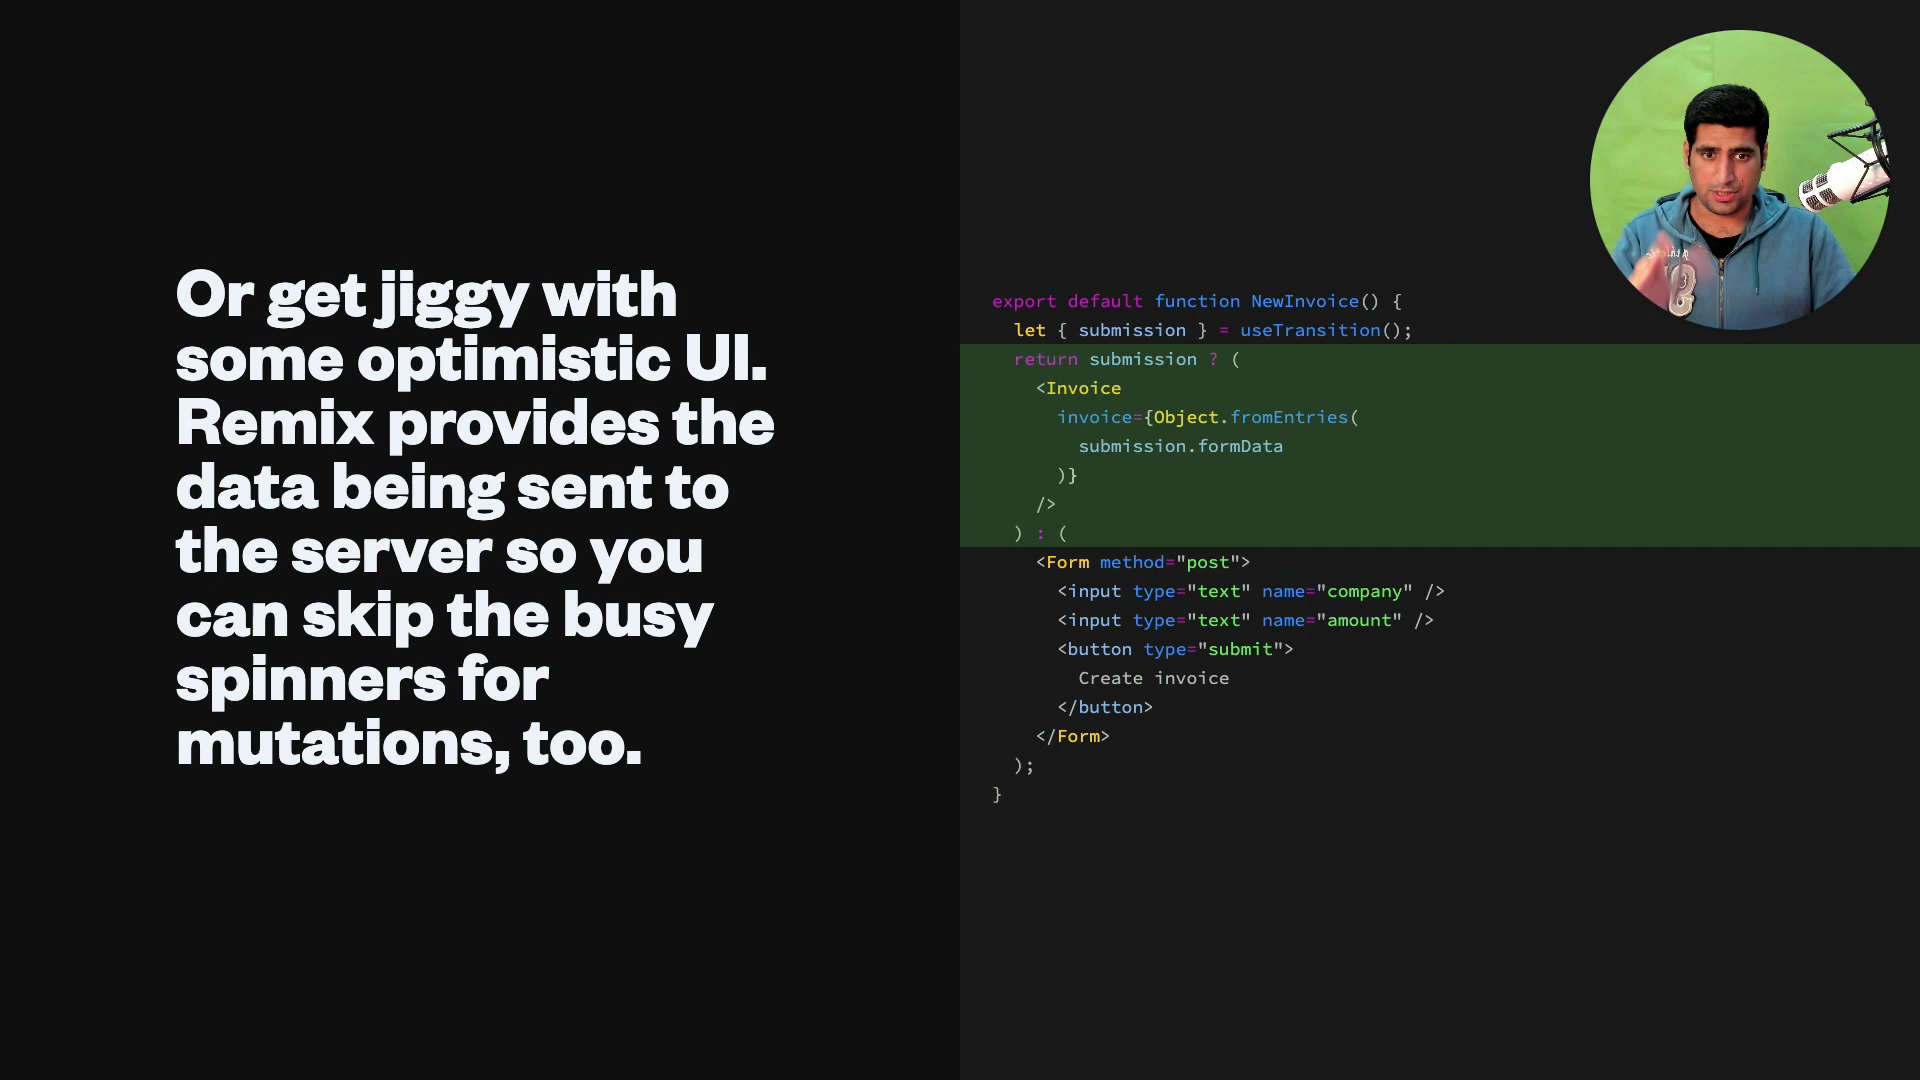 Or get jiggy with
some optimistic UI.
Remix provides the
data being sent to
the server so you
can skip the busy
spinners for
mutations, too.
export default function NewInvoice() {
  let { submission } = useTransition();
  return submission ? (
    <Invoice
      invoice={Object.fromEntries(
        submission.formData
      )}
    />
  ) : (
    <Form method="post">
      <input type="text" name="company" />
      <input type="text" name="amount" />
      <button type="submit">
        Create invoice
      </button>
    </Form>
  );
}